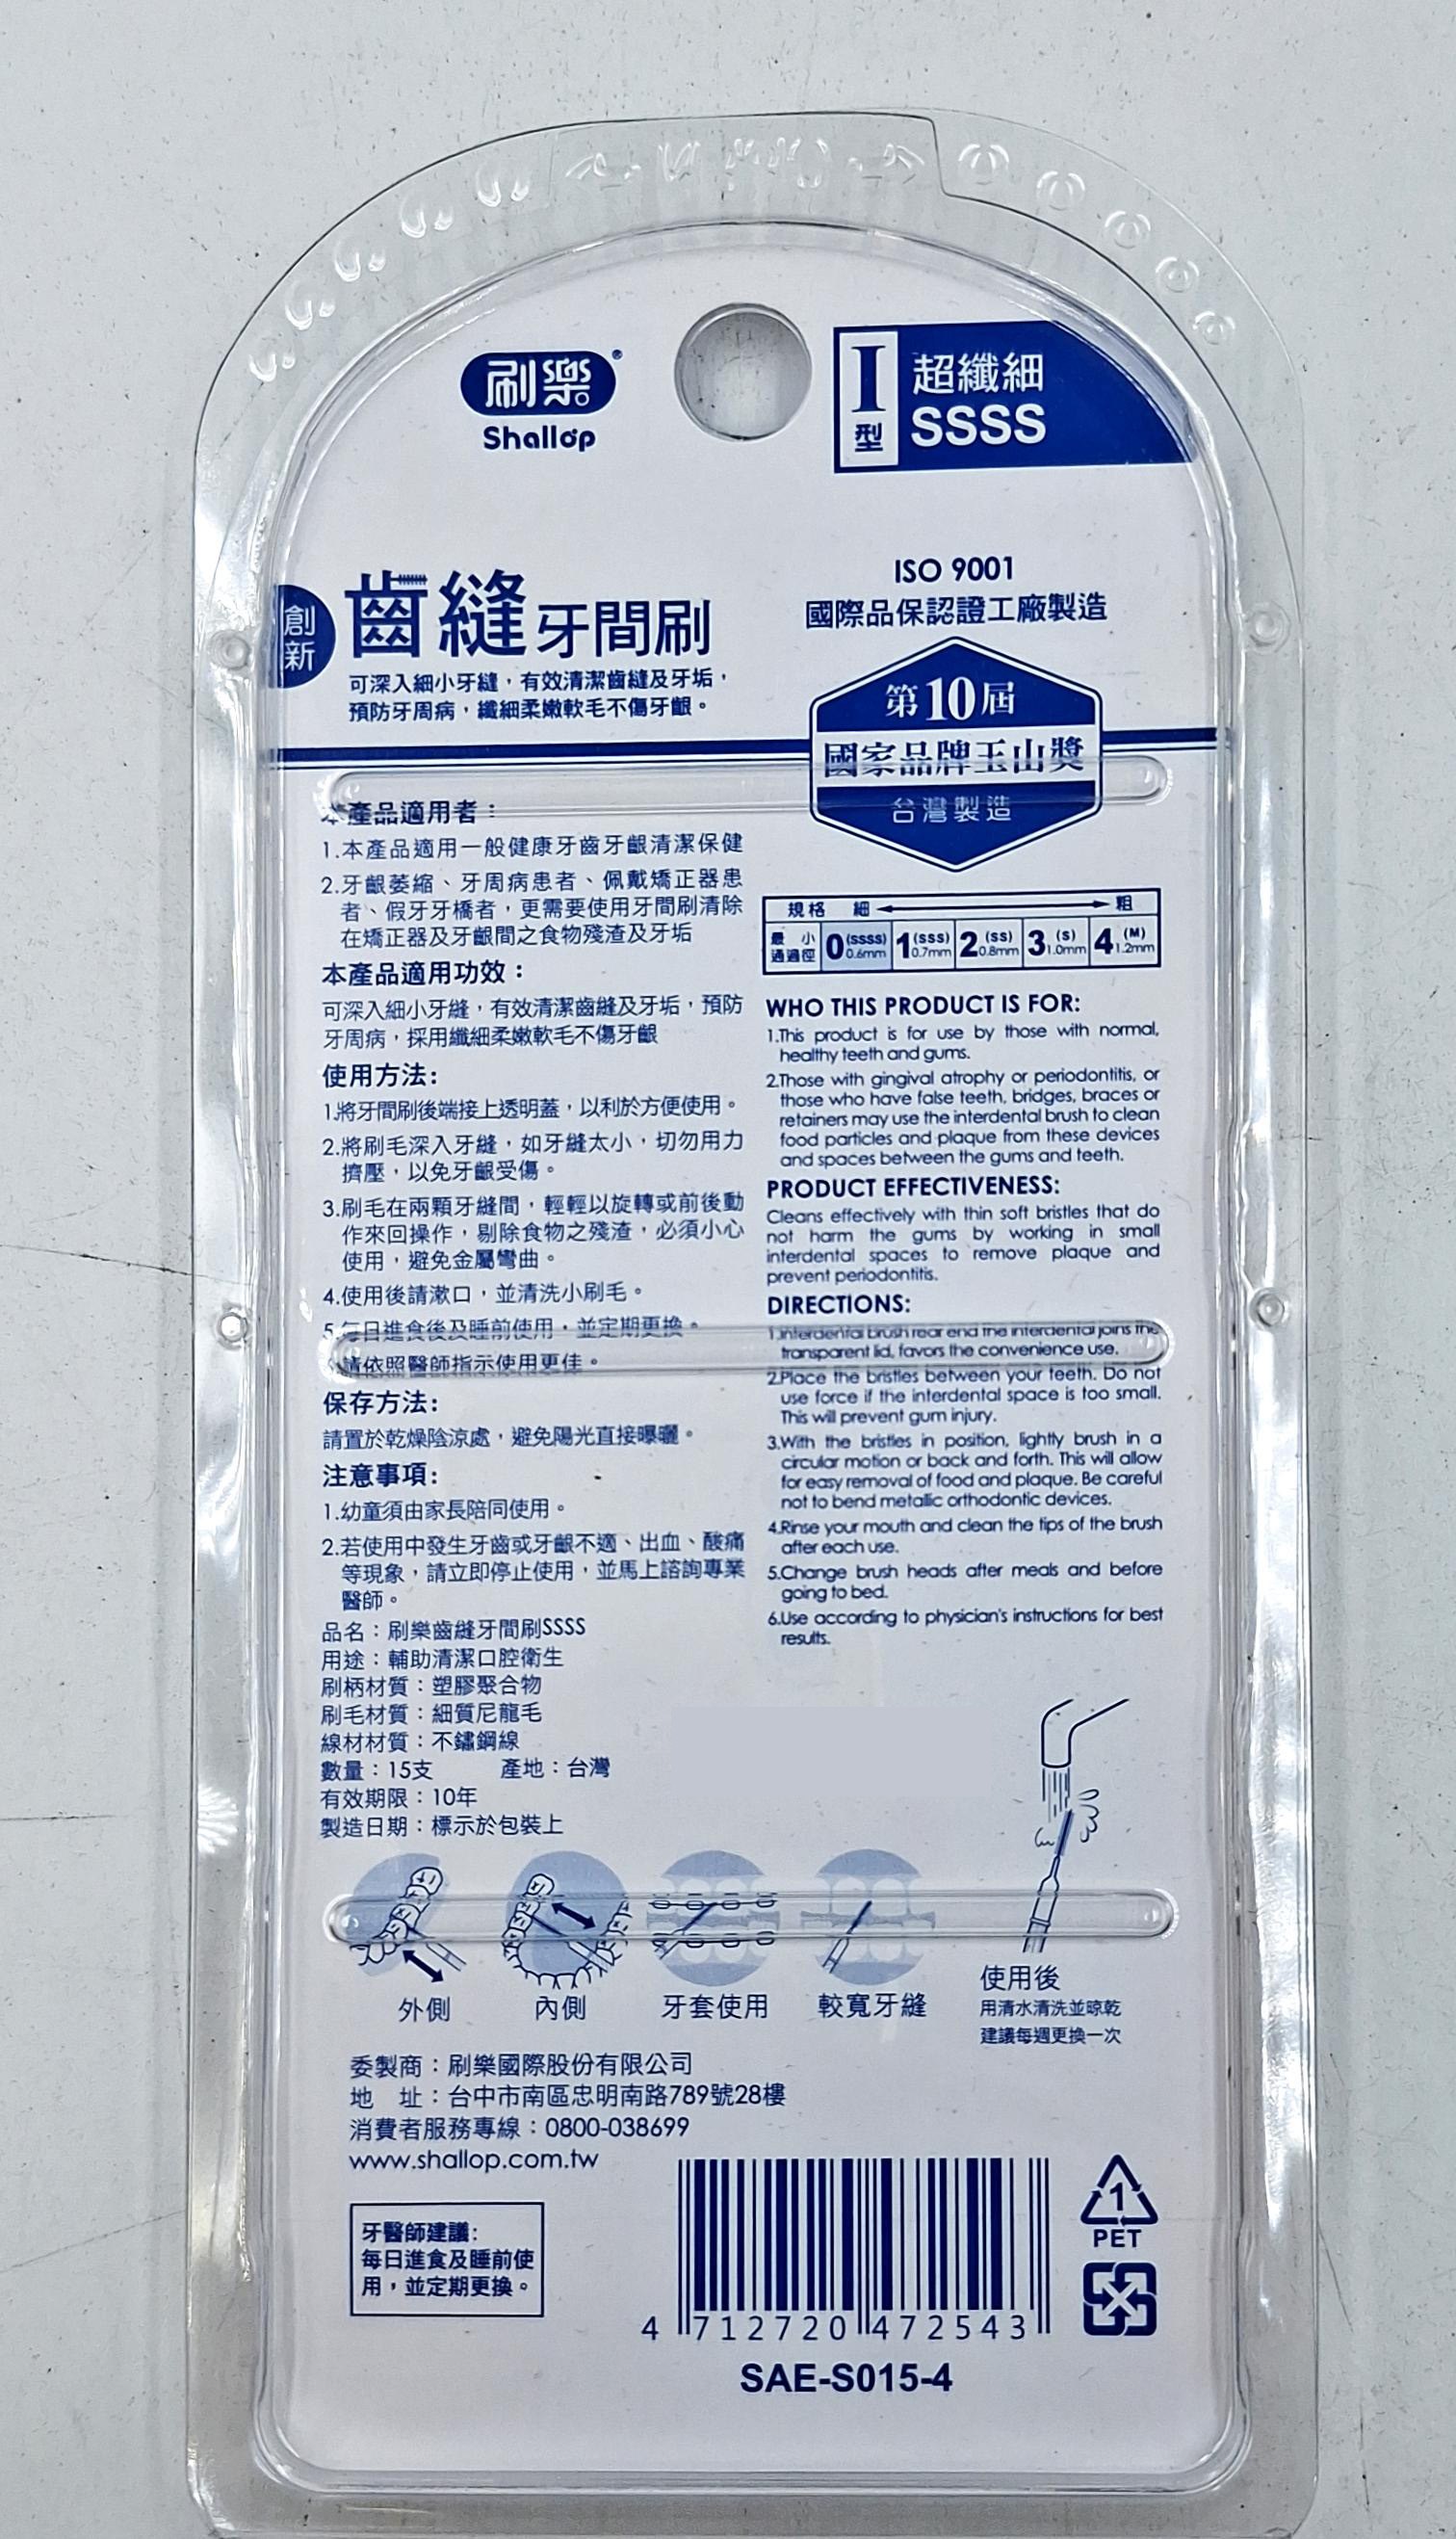 刷樂®
Shallop
I型
超纖細
SSSS
創新
齒縫牙間刷
可深入細小牙縫，有效清潔齒縫及牙垢，
預防牙周病，纖細柔嫩軟毛不傷牙齦。
ISO 9001
國際品保認證工廠製造
第10屆
國家品牌玉山獎
台灣製造
本產品適用者：
1.本產品適用一般健康牙齒牙齦清潔保健
2.牙齦萎縮、牙周病患者、佩戴矯正器患
者、假牙牙橋者，更需要使用牙間刷清除
在矯正器及牙齦間之食物殘渣及牙垢
本產品適用功效：
可深入細小牙縫，有效清潔齒縫及牙垢，預防
牙周病，採用纖細柔嫩軟毛不傷牙齦
使用方法:
1.將牙間刷後端接上透明蓋，以利於方便使用。
2.將刷毛深入牙縫，如牙縫太小，切勿用力
擠壓，以免牙齦受傷。
3.刷毛在兩顆牙縫間，輕輕以旋轉或前後動
作來回操作，剔除食物之殘渣，必須小心
使用，避免金屬彎曲。
4.使用後請漱口，並清洗小刷毛。
5.每日進食後及睡前使用，並定期更換。
請依照醫師指示使用更佳。
保存方法:
請置於乾燥陰涼處，避免陽光直接曝曬。
注意事項:
1.幼童須由家長陪同使用。
2.若使用中發生牙齒或牙齦不適、出血、酸痛
等現象，請立即停止使用，並馬上諮詢專業
醫師。
品名：刷樂齒縫牙間刷SSSS
用途：輔助清潔口腔衛生
刷柄材質：塑膠聚合物
刷毛材質：細質尼龍毛
線材材質：不鏽鋼線
數量：15支 產地：台灣
有效期限：10年
製造日期：標示於包裝上
規格 細 粗
最小通過徑 0(SSSS)0.6mm 1(SSS)0.7mm 2(SS)0.8mm 3(S)1.0mm 4(M)1.2mm
WHO THIS PRODUCT IS FOR:
1.This product is for use by those with normal,
healthy teeth and gums.
2.Those with gingival atrophy or periodontitis, or
those who have false teeth, bridges, braces or
retainers may use the interdental brush to clean
food particles and plaque from these devices
and spaces between the gums and teeth.
PRODUCT EFFECTIVENESS:
Cleans effectively with thin soft bristles that do
not harm the gums by working in small
interdental spaces to remove plaque and
prevent periodontitis.
DIRECTIONS:
1.Interdental brush rear end the interdental joins the
transparent lid, favors the convenience use.
2.Place the bristles between your teeth. Do not
use force if the interdental space is too small.
This will prevent gum injury.
3.With the bristles in position, lightly brush in a
circular motion or back and forth. This will allow
for easy removal of food and plaque. Be careful
not to bend metallic orthodontic devices.
4.Rinse your mouth and clean the tips of the brush
after each use.
5.Change brush heads after meals and before
going to bed.
6.Use according to physician's instructions for best
results.
外側
內側
牙套使用
較寬牙縫
使用後
用清水清洗並晾乾
建議每週更換一次
委製商：刷樂國際股份有限公司
地　址：台中市南區忠明南路789號28樓
消費者服務專線：0800-038699
www.shallop.com.tw
牙醫師建議:
每日進食及睡前使
用，並定期更換。
4 712720 472543
SAE-S015-4
1
PET